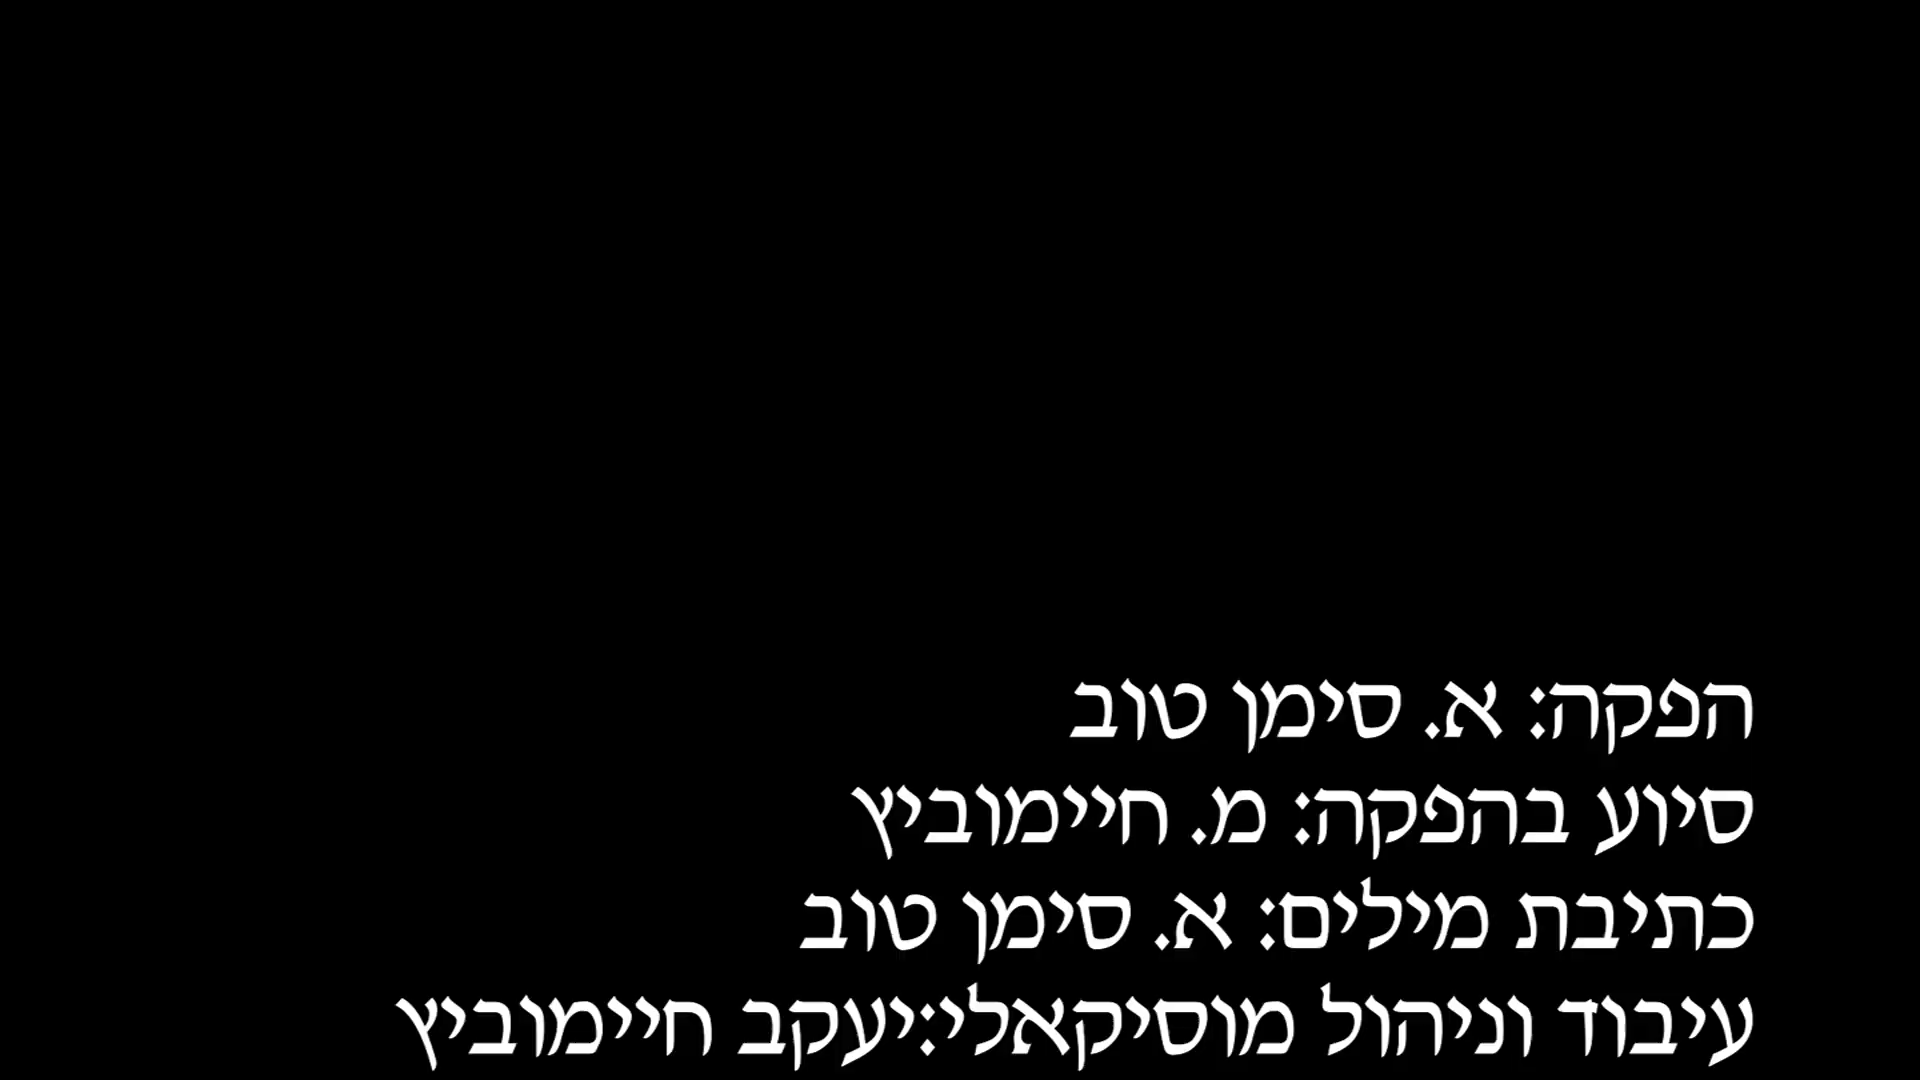 הפקה: א. סימן טוב
סיוע בהפקה: מ. חיימוביץ
כתיבת מילים: א. סימן טוב
עיבוד וניהול מוסיקאלי:יעקב חיימוביץ